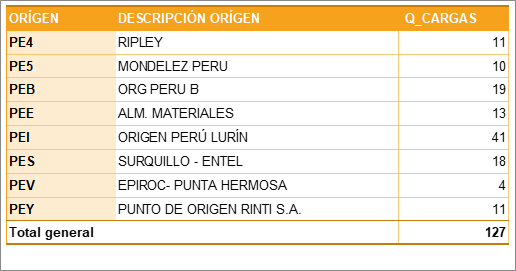 ORÍGEN DESCRIPCIÓN ORÍGEN Q_CARGAS
PE4 RIPLEY 11
PE5 MONDELEZ PERU 10
PEB ORG PERU B 19
PEE ALM. MATERIALES 13
PEI ORIGEN PERÚ LURÍN 41
PES SURQUILLO - ENTEL 18
PEV EPIROC- PUNTA HERMOSA 4
PEY PUNTO DE ORIGEN RINTI S.A. 11
Total general 127